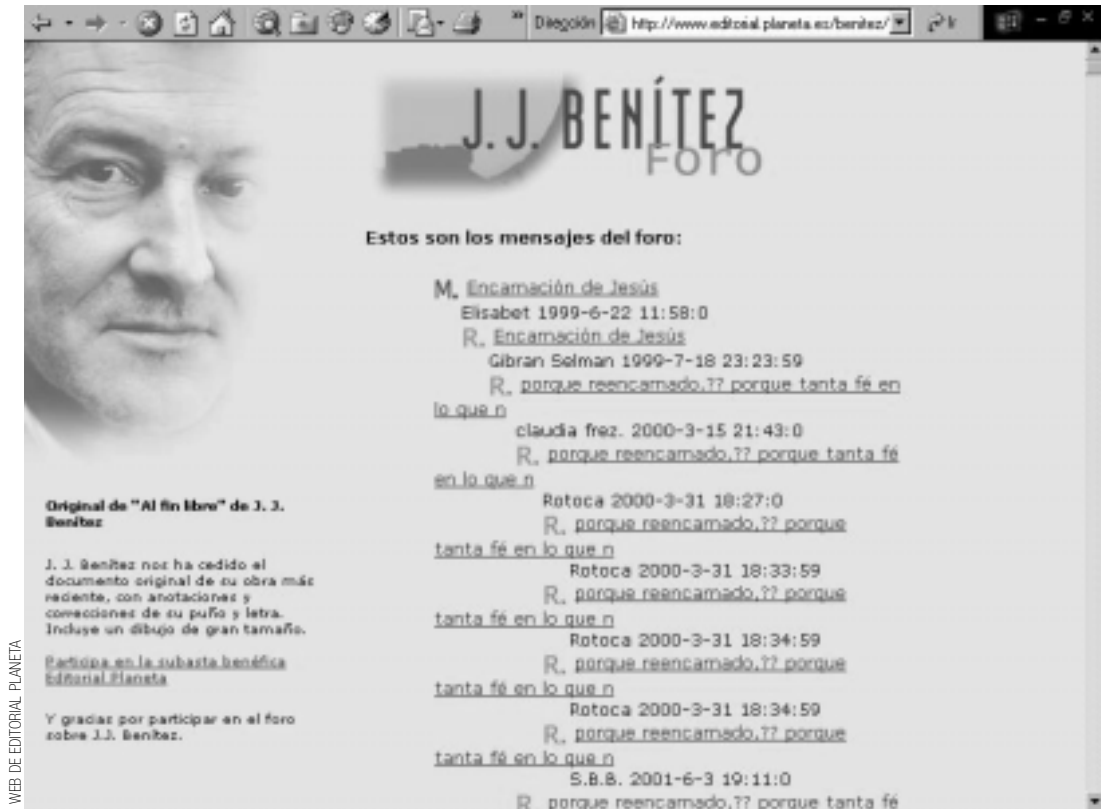 Dirección http://www.editorial.planeta.es/benitez/ Ir
J. J. BENÍTEZ
Foro
Estos son los mensajes del foro:
M. Encarnación de Jesús
Elisabet 1999-6-22 11:58:0
R. Encarnación de Jesús
Gibran Selman 1999-7-18 23:23:59
R. porque reencarnado,?? porque tanta fé en
lo que n
claudia frez. 2000-3-15 21:43:0
R. porque reencarnado,?? porque tanta fé
en lo que n
Rotoca 2000-3-31 18:27:0
R. porque reencarnado,?? porque
tanta fé en lo que n
Rotoca 2000-3-31 18:33:59
R. porque reencarnado,?? porque
tanta fé en lo que n
Rotoca 2000-3-31 18:34:59
R. porque reencarnado,?? porque
tanta fé en lo que n
Rotoca 2000-3-31 18:34:59
R. porque reencarnado,?? porque
tanta fé en lo que n
S.B.B. 2001-6-3 19:11:0
R. porque reencarnado,?? porque tanta fé
Original de "Al fin libre" de J. J.
Benítez
J. J. Benítez nos ha cedido el
documento original de su obra más
reciente, con anotaciones y
correcciones de su puño y letra.
Incluye un dibujo de gran tamaño.
Participa en la subasta benéfica
Editorial Planeta
Y gracias por participar en el foro
sobre J.J. Benítez.
WEB DE EDITORIAL PLANETA